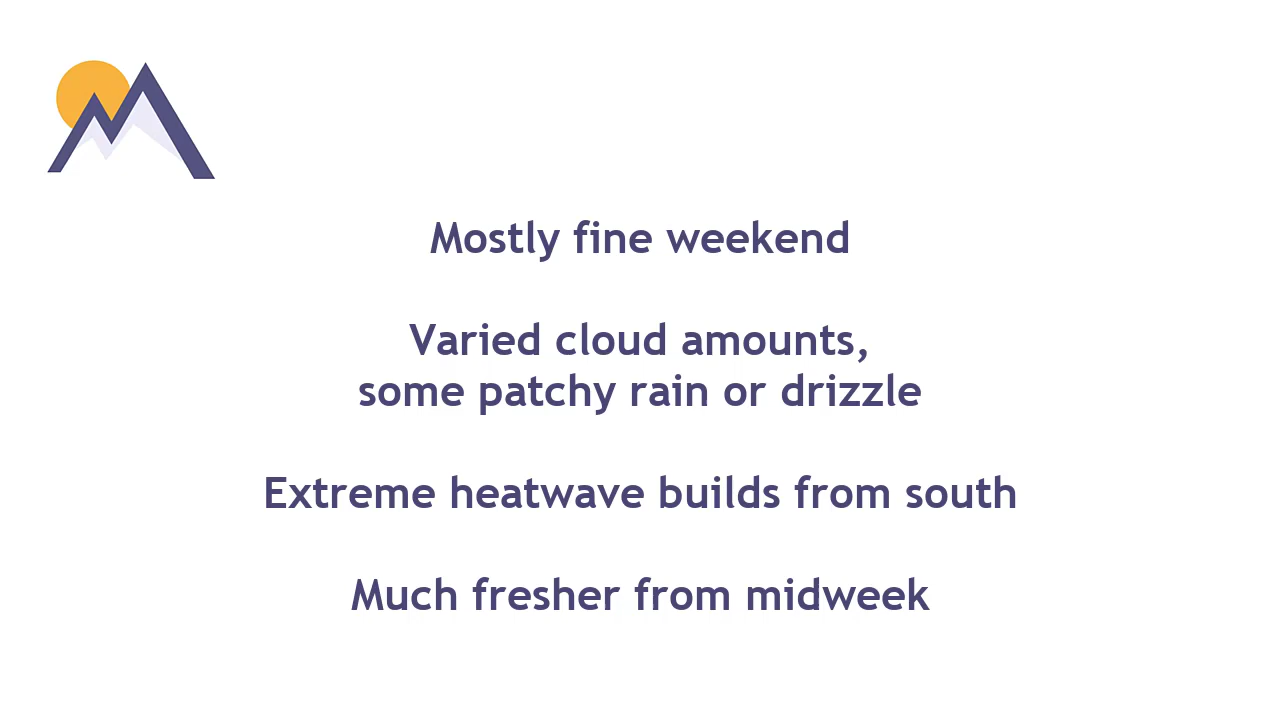 Mostly fine weekend
Varied cloud amounts,
some patchy rain or drizzle
Extreme heatwave builds from south
Much fresher from midweek